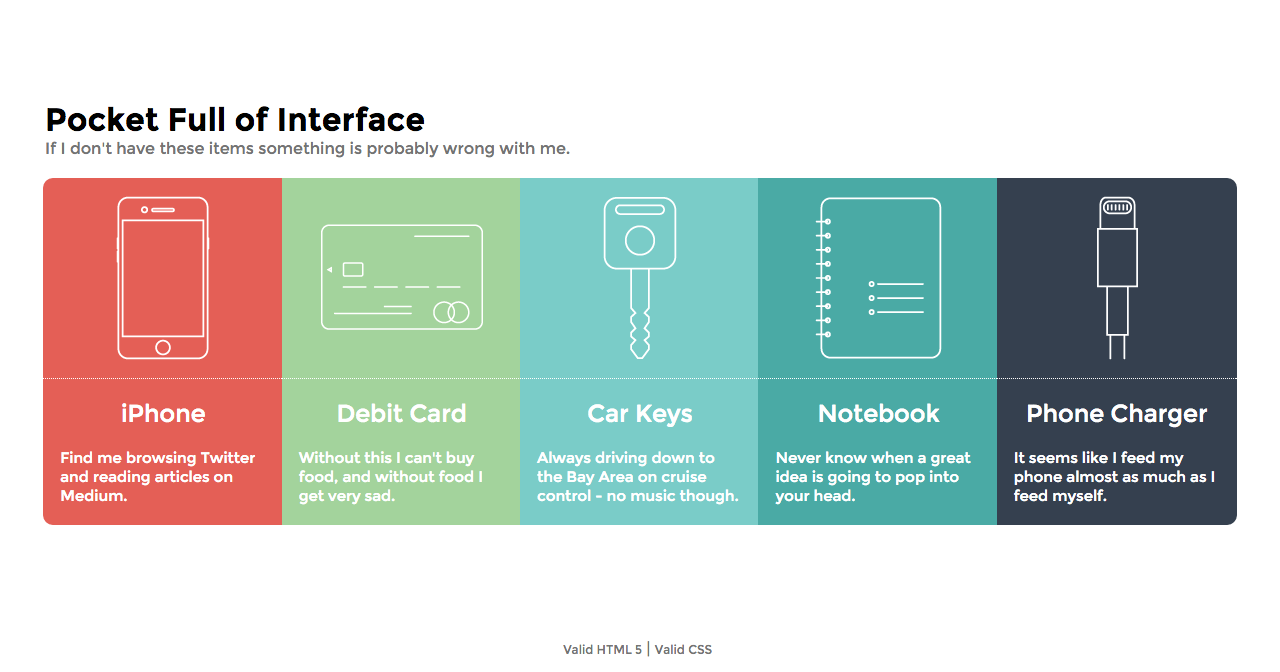 Pocket Full of Interface
If I don't have these items something is probably wrong with me.
iPhone
Find me browsing Twitter
and reading articles on
Medium.
Debit Card
Without this I can't buy
food, and without food I
get very sad.
Car Keys
Always driving down to
the Bay Area on cruise
control - no music though.
Notebook
Never know when a great
idea is going to pop into
your head.
Phone Charger
It seems like I feed my
phone almost as much as I
feed myself.
Valid HTML 5 | Valid CSS